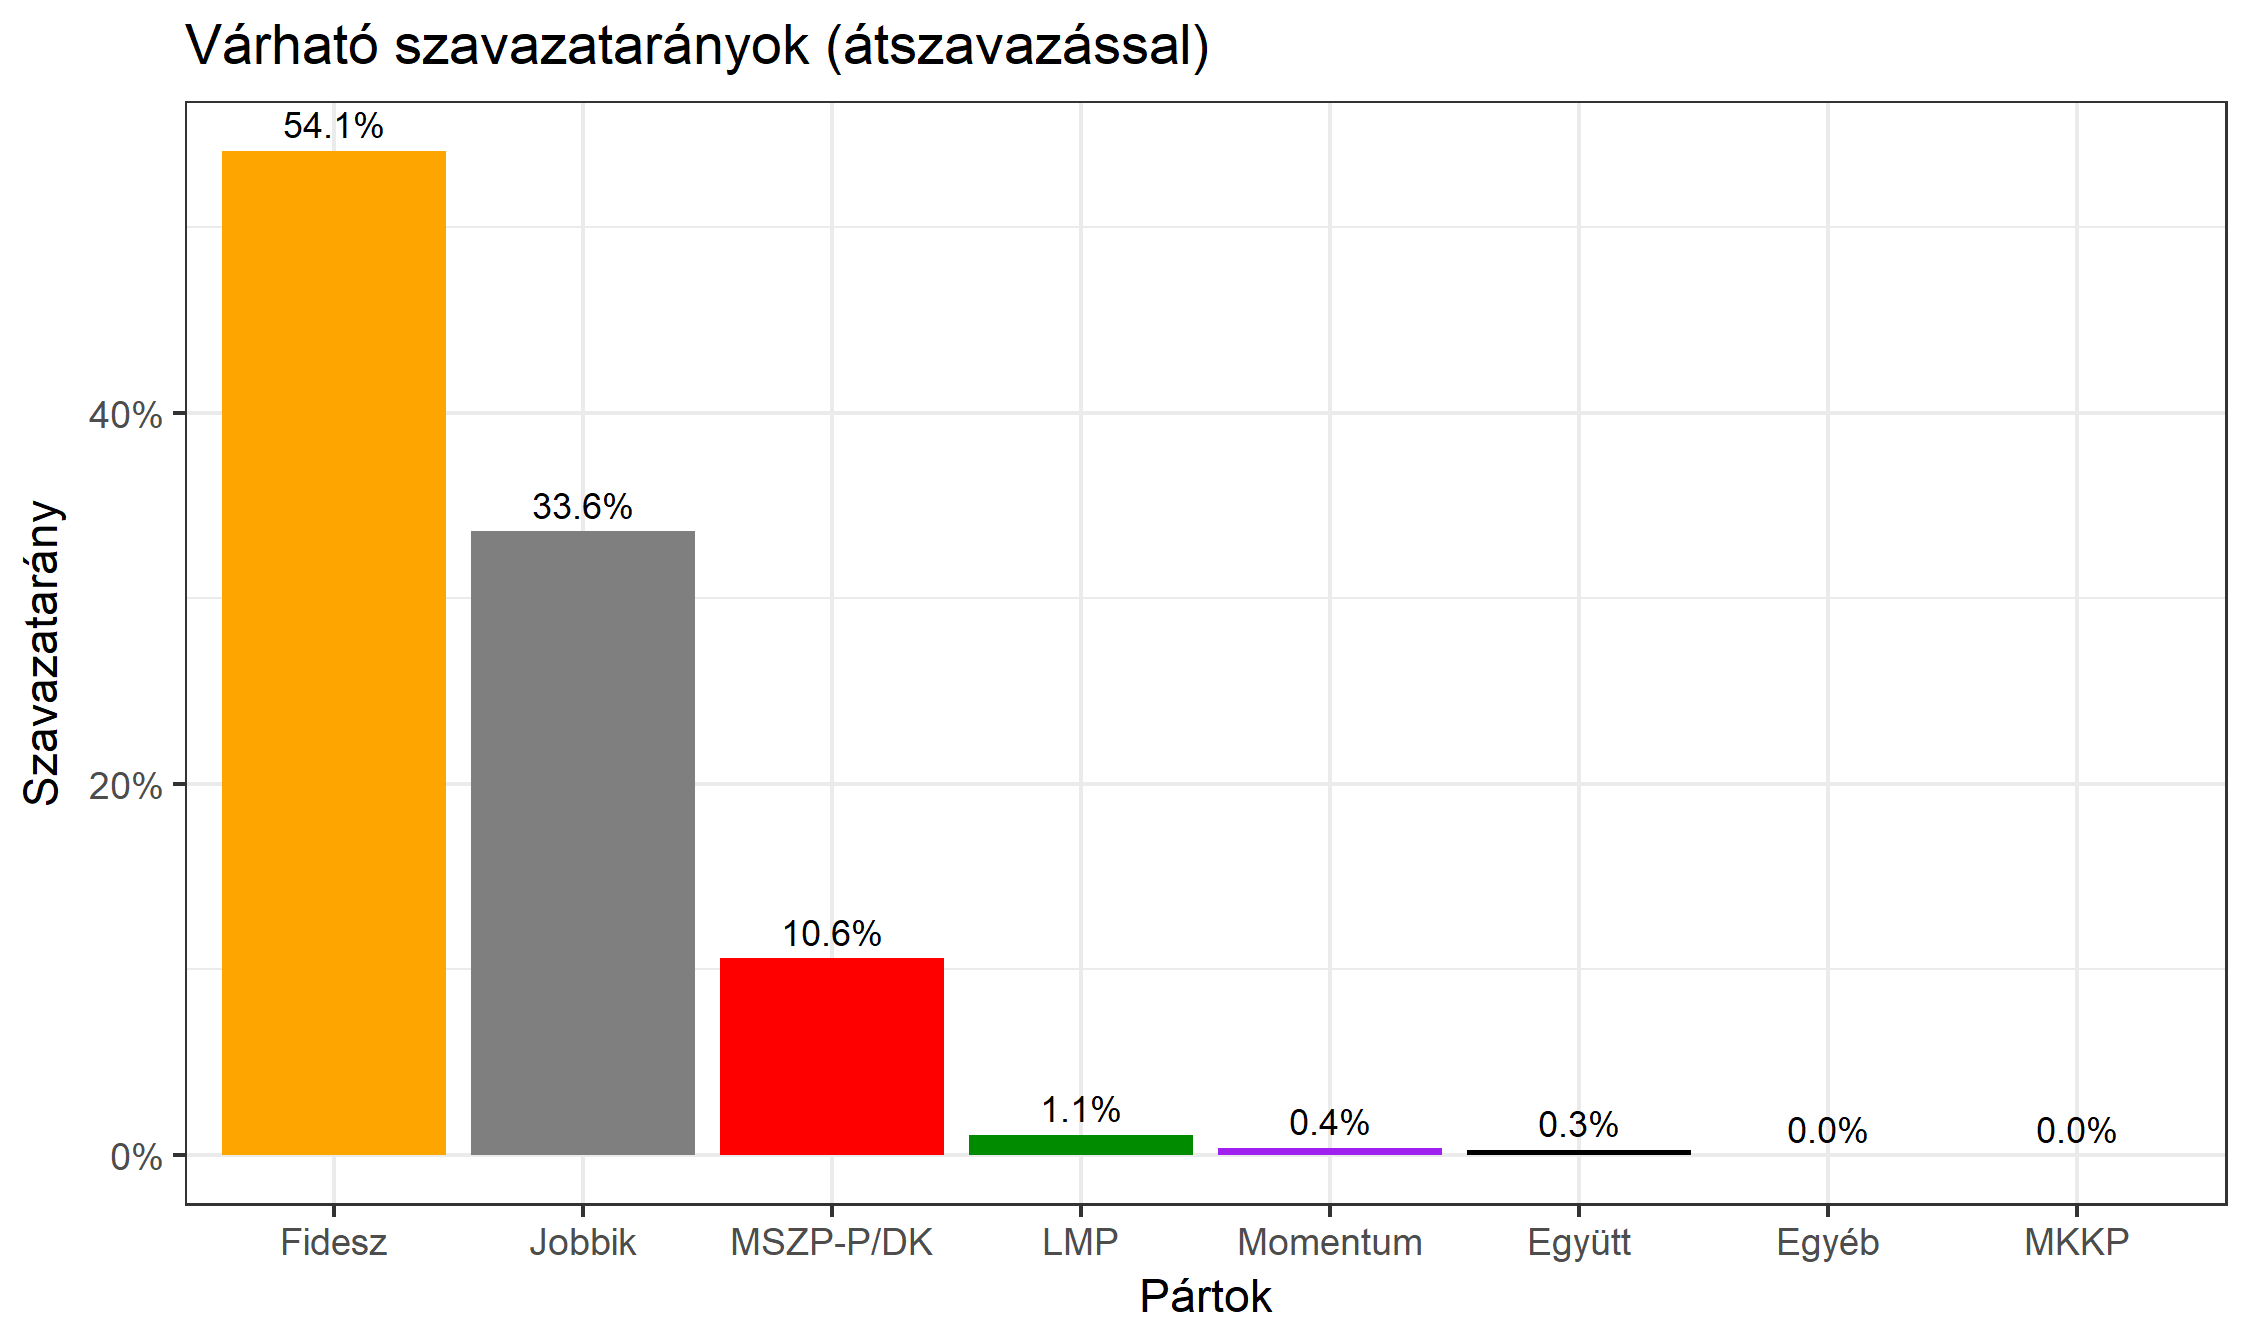 Várható szavazatarányok (átszavazással)
54.1%
33.6%
10.6%
1.1%
0.4%
0.3%
0.0%
0.0%
40%
20%
0%
Szavazatarány
Fidesz
Jobbik
MSZP-P/DK
LMP
Momentum
Együtt
Egyéb
MKKP
Pártok